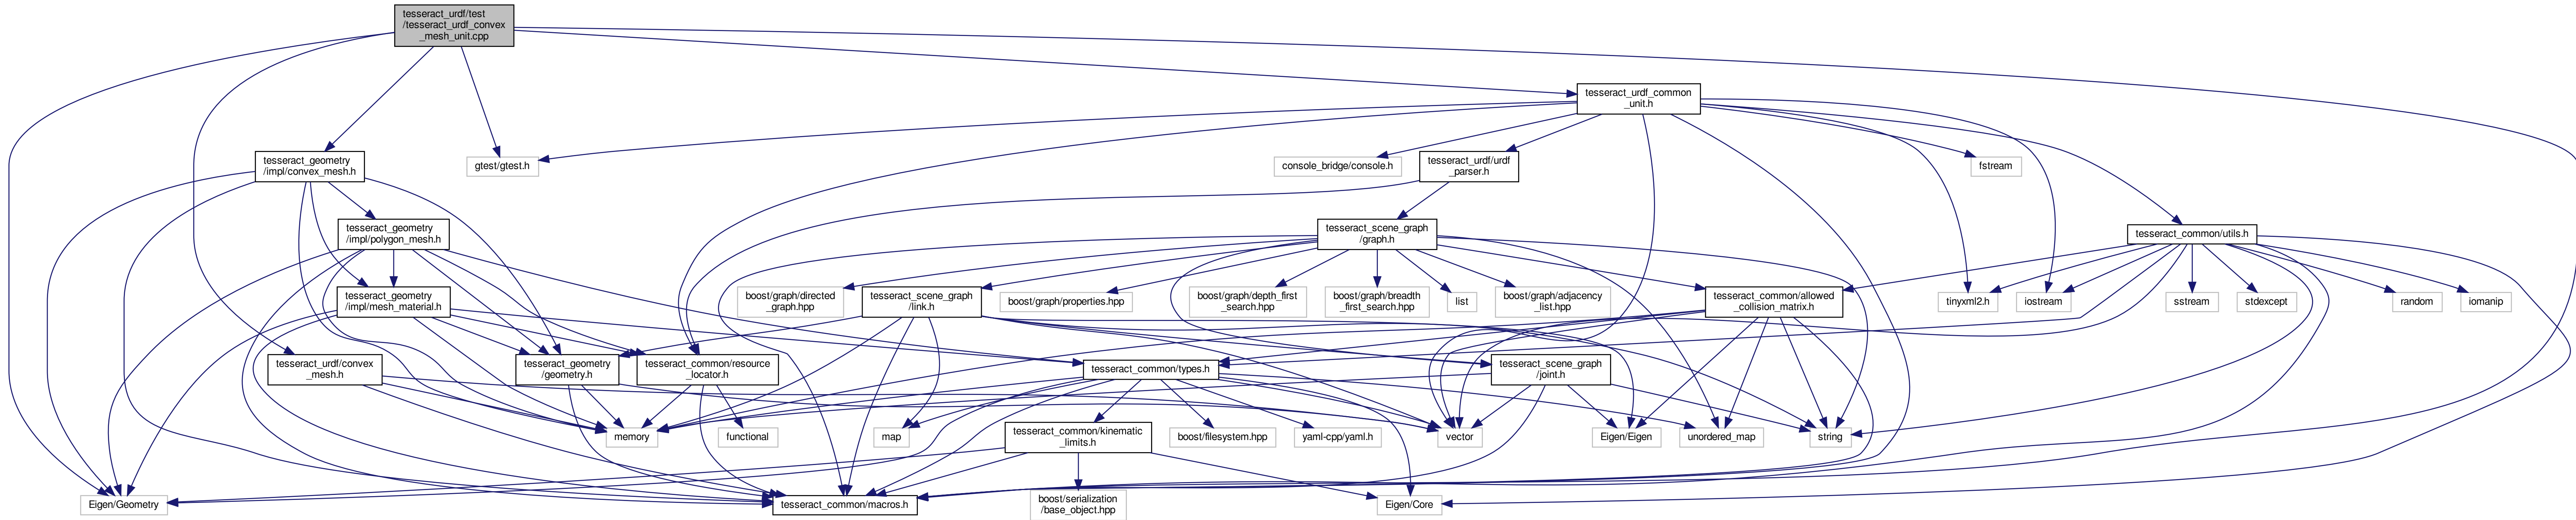 tesseract_urdf/test
/tesseract_urdf_convex
_mesh_unit.cpp
tesseract_urdf_common
_unit.h
tesseract_geometry
/impl/convex_mesh.h
gtest/gtest.h
console_bridge/console.h
tesseract_urdf/urdf
_parser.h
fstream
tesseract_geometry
/impl/polygon_mesh.h
tesseract_scene_graph
/graph.h
tesseract_common/utils.h
tesseract_geometry
/impl/mesh_material.h
boost/graph/directed
_graph.hpp
tesseract_scene_graph
/link.h
boost/graph/properties.hpp
boost/graph/depth_first
_search.hpp
boost/graph/breadth
_first_search.hpp
list
boost/graph/adjacency
_list.hpp
tesseract_common/allowed
_collision_matrix.h
tinyxml2.h
iostream
sstream
stdexcept
random
iomanip
tesseract_urdf/convex
_mesh.h
tesseract_geometry
/geometry.h
tesseract_common/resource
_locator.h
tesseract_common/types.h
tesseract_scene_graph
/joint.h
memory
functional
map
tesseract_common/kinematic
_limits.h
boost/filesystem.hpp
yaml-cpp/yaml.h
vector
Eigen/Eigen
unordered_map
string
Eigen/Geometry
tesseract_common/macros.h
boost/serialization
/base_object.hpp
Eigen/Core